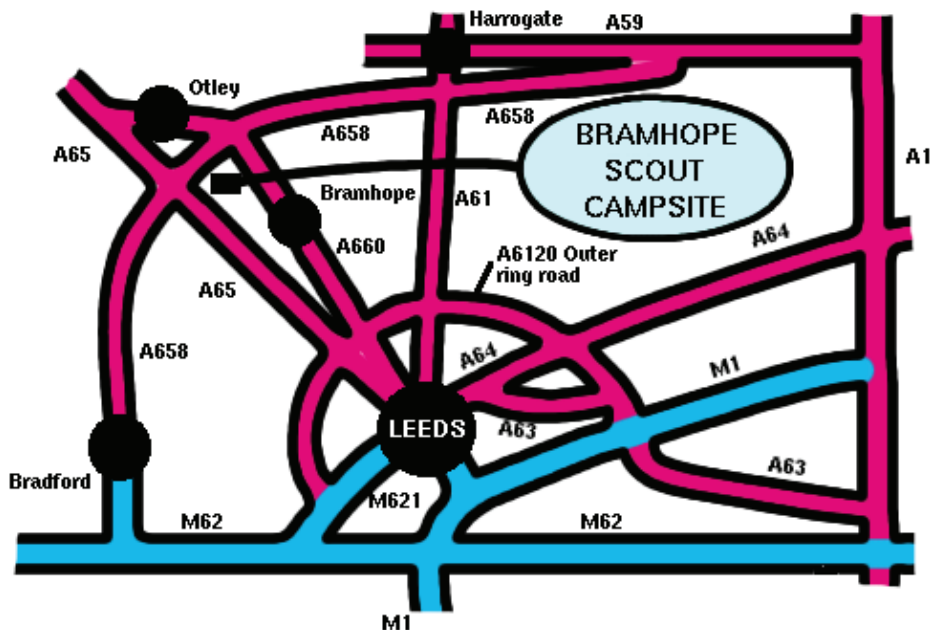 Harrogate
A59
Otley
A658
A658
BRAMHOPE
SCOUT
CAMPSITE
A65
A1
Bramhope
A61
A64
A660
A6120 Outer
ring road
A65
A658
A64
M1
LEEDS
A63
A63
Bradford
M62
M621
M62
M1